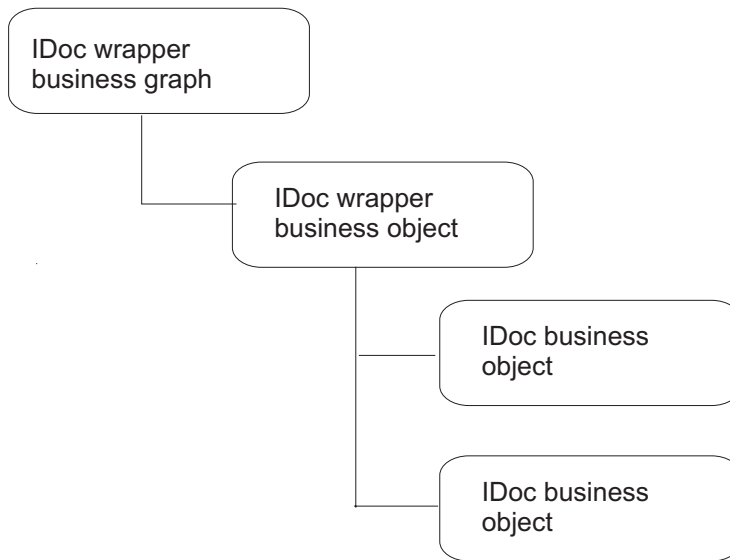 IDoc wrapper
business graph
IDoc wrapper
business object
IDoc business
object
IDoc business
object